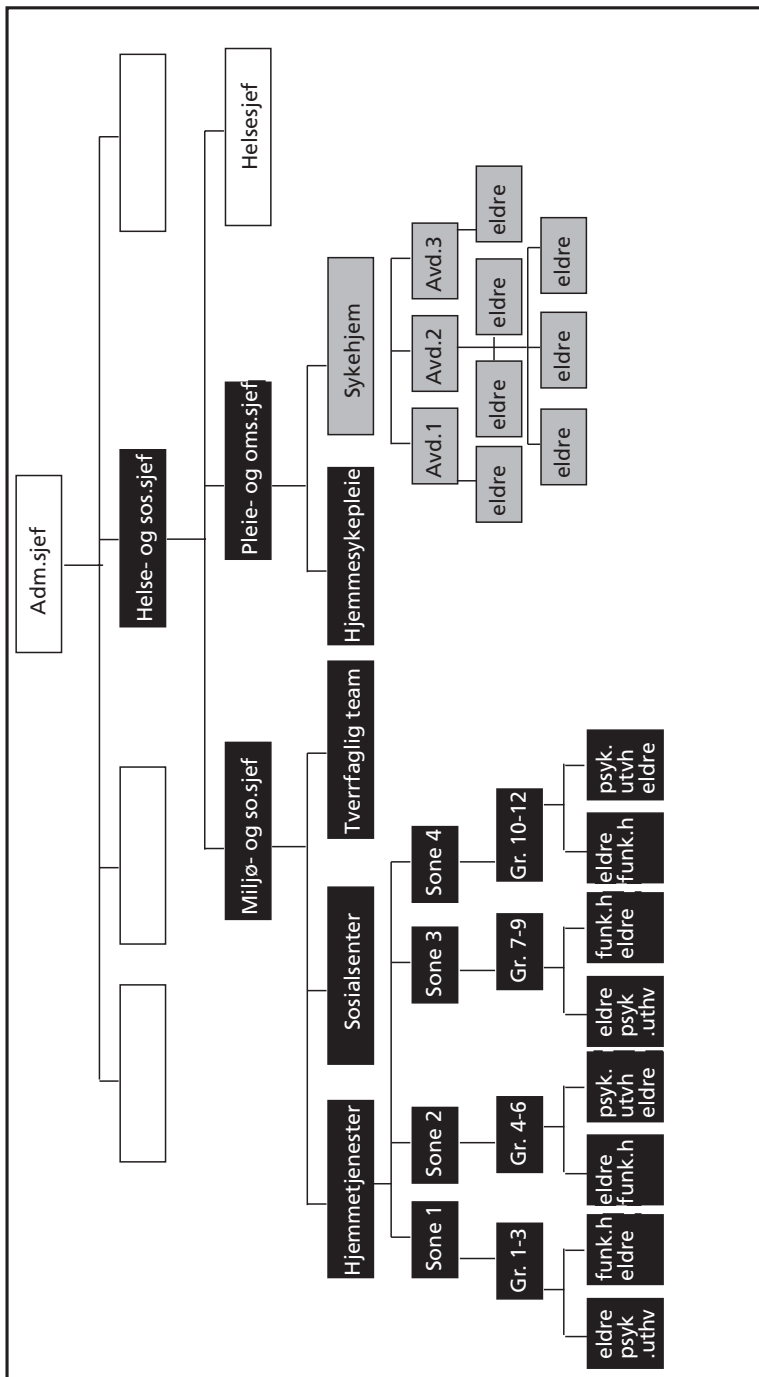 Adm.sjef
Helse- og sos.sjef
Miljø- og so.sjef
Pleie- og oms.sjef
Helsesjef
Hjemmetjenester
Sosialsenter
Tverrfaglig team
Hjemmesykepleie
Sykehjem
Sone 1
Sone 2
Sone 3
Sone 4
Avd.1
Avd.2
Avd.3
Gr. 1-3
Gr. 4-6
Gr. 7-9
Gr. 10-12
eldre
eldre
eldre
eldre
eldre
psyk
.uthv
funk.h
eldre
eldre
funk.h
psyk.
utvh
eldre
eldre
psyk
.uthv
funk.h
eldre
eldre
funk.h
psyk.
utvh
eldre
eldre
eldre
eldre